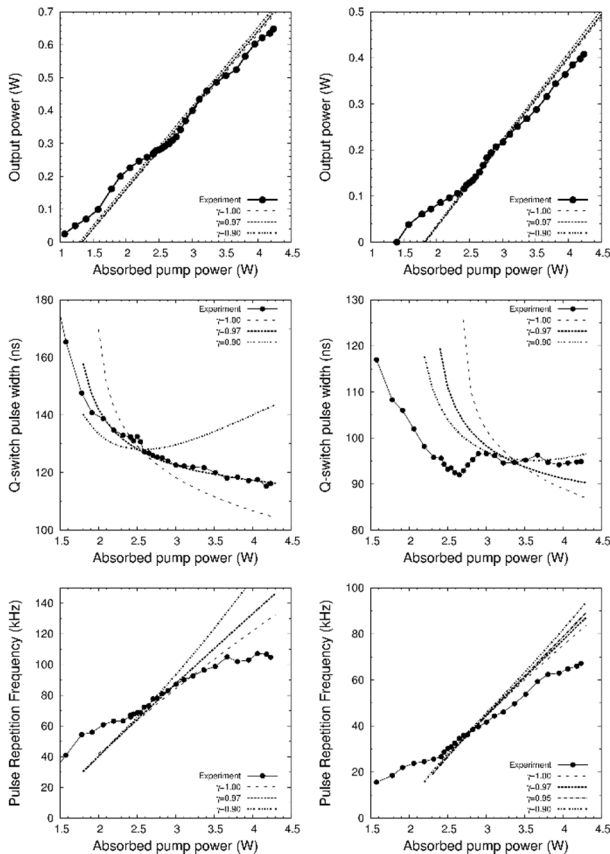 0.7
0.6
0.5
0.4
0.3
0.2
0.1
0
Output power (W)
Experiment
γ=1.00
γ=0.97
γ=0.90
1 1.5 2 2.5 3 3.5 4 4.5
Absorbed pump power (W)
0.5
0.4
0.3
0.2
0.1
0
Output power (W)
Experiment
γ=1.00
γ=0.97
γ=0.90
1 1.5 2 2.5 3 3.5 4 4.5
Absorbed pump power (W)
180
160
140
120
100
Q-switch pulse width (ns)
Experiment
γ=1.00
γ=0.97
γ=0.90
1.5 2 2.5 3 3.5 4 4.5
Absorbed pump power (W)
130
120
110
100
90
80
Q-switch pulse width (ns)
Experiment
γ=1.00
γ=0.97
γ=0.90
1.5 2 2.5 3 3.5 4 4.5
Absorbed pump power (W)
140
120
100
80
60
40
20
0
Pulse Repetition Frequency (kHz)
Experiment
γ=1.00
γ=0.97
γ=0.90
1.5 2 2.5 3 3.5 4 4.5
Absorbed pump power (W)
100
80
60
40
20
0
Pulse Repetition Frequency (kHz)
Experiment
γ=1.00
γ=0.97
γ=0.95
γ=0.90
1.5 2 2.5 3 3.5 4 4.5
Absorbed pump power (W)